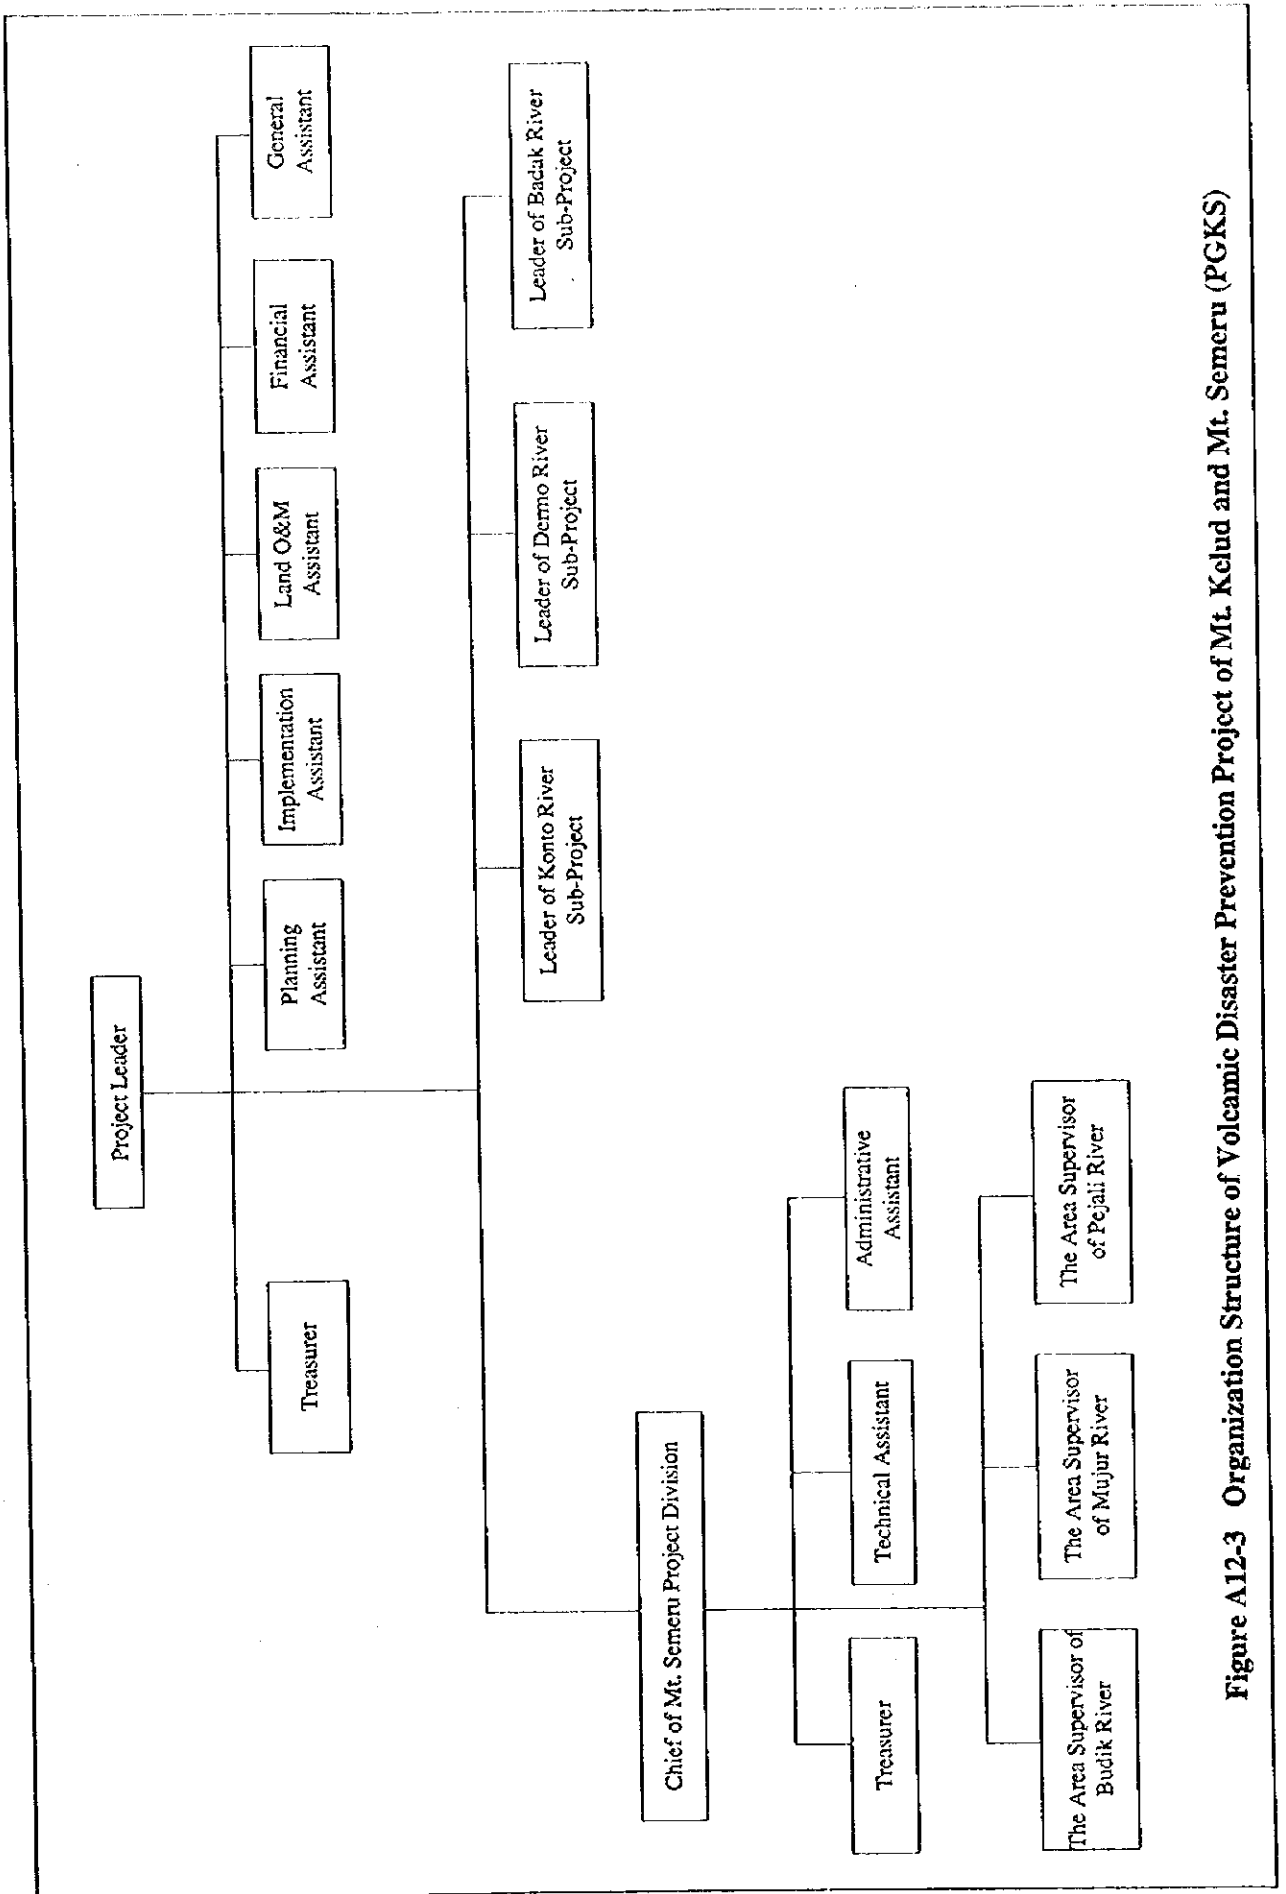 Project Leader
Treasurer
Planning
Assistant
Implementation
Assistant
Land O&M
Assistant
Financial
Assistant
General
Assistant
Chief of Mt. Semeru Project Division
Leader of Konto River
Sub-Project
Leader of Dermo River
Sub-Project
Leader of Badak River
Sub-Project
Treasurer
Technical Assistant
Administrative
Assistant
The Area Supervisor of
Budik River
The Area Supervisor
of Mujur River
The Area Supervisor
of Pejali River
Figure A12-3 Organization Structure of Volcamic Disaster Prevention Project of Mt. Kelud and Mt. Semeru (PGKS)